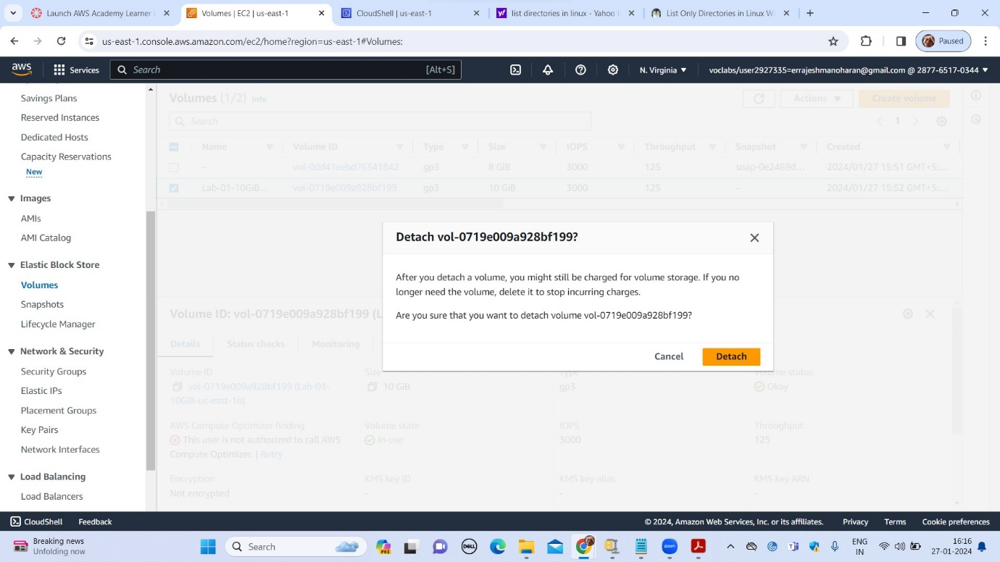 Launch AWS Academy Learner
Volumes | EC2 | us-east-1
CloudShell | us-east-1
list directories in linux - Yahoo
List Only Directories in Linux
us-east-1.console.aws.amazon.com/ec2/home?region=us-east-1#Volumes:
Paused
aws
Services
Search
[Alt+S]
N. Virginia
voclabs/user2927335=errajeshmanoharan@gmail.com @ 2877-6517-0344
Savings Plans
Reserved Instances
Dedicated Hosts
Capacity Reservations
New
Images
AMIs
AMI Catalog
Elastic Block Store
Volumes
Snapshots
Lifecycle Manager
Network & Security
Security Groups
Elastic IPs
Placement Groups
Key Pairs
Network Interfaces
Load Balancing
Load Balancers
Volumes (1/2) Info
Actions
Create volume
Search
1
Name Volume ID Type Size IOPS Throughput Snapshot Created
– vol-0dd41eebd76341842 gp3 8 GiB 3000 125 snap-0e2469d... 2024/01/27 15:51 GMT+5:...
Lab-01-10GiB... vol-0719e009a928bf199 gp3 10 GiB 3000 125 – 2024/01/27 15:52 GMT+5:...
Detach vol-0719e009a928bf199?
After you detach a volume, you might still be charged for volume storage. If you no
longer need the volume, delete it to stop incurring charges.
Are you sure that you want to detach volume vol-0719e009a928bf199?
Cancel
Detach
Volume ID: vol-0719e009a928bf199 (L
Details
Status checks
Monitoring
Volume ID
vol-0719e009a928bf199 (Lab-01-
10GiB-us-east-1b)
Size
10 GiB
Type
gp3
Volume status
Okay
AWS Compute Optimizer finding
This user is not authorized to call AWS
Compute Optimizer. | Retry
Volume state
In-use
IOPS
3000
Throughput
125
Encryption
Not encrypted
KMS key ID
–
KMS key alias
–
KMS key ARN
–
CloudShell
Feedback
© 2024, Amazon Web Services, Inc. or its affiliates.
Privacy
Terms
Cookie preferences
Breaking news
Unfolding now
Search
PRE
DELL
zoom
ENG
IN
16:16
27-01-2024